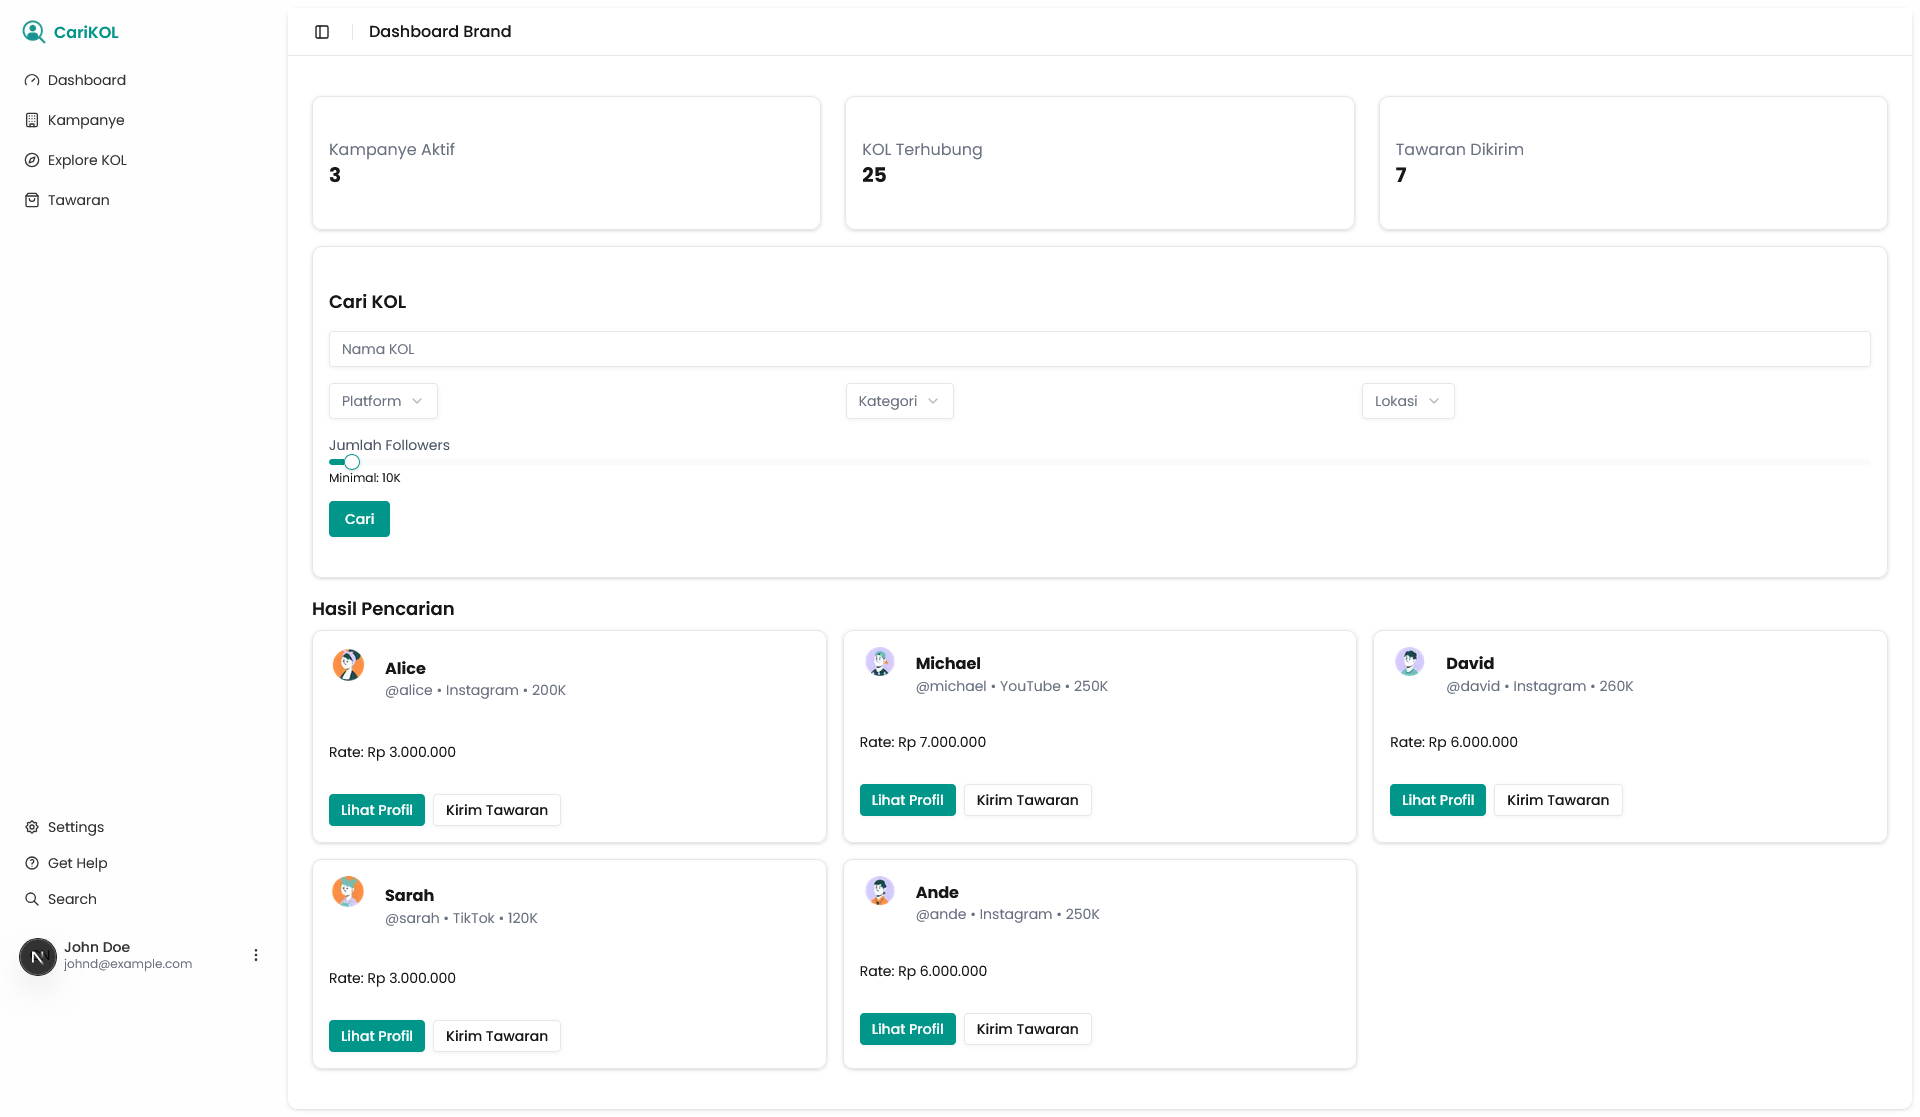 CariKOL
Dashboard
Kampanye
Explore KOL
Tawaran
Settings
Get Help
Search
N
John Doe
johnd@example.com
Dashboard Brand
Kampanye Aktif
3
KOL Terhubung
25
Tawaran Dikirim
7
Cari KOL
Nama KOL
Platform
Kategori
Lokasi
Jumlah Followers
Minimal: 10K
Cari
Hasil Pencarian
Alice
@alice • Instagram • 200K
Rate: Rp 3.000.000
Lihat Profil
Kirim Tawaran
Michael
@michael • YouTube • 250K
Rate: Rp 7.000.000
Lihat Profil
Kirim Tawaran
David
@david • Instagram • 260K
Rate: Rp 6.000.000
Lihat Profil
Kirim Tawaran
Sarah
@sarah • TikTok • 120K
Rate: Rp 3.000.000
Lihat Profil
Kirim Tawaran
Ande
@ande • Instagram • 250K
Rate: Rp 6.000.000
Lihat Profil
Kirim Tawaran